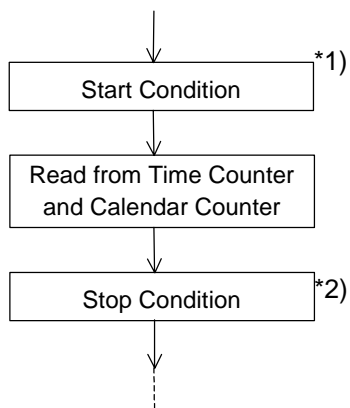 *1)
Start Condition
Read from Time Counter
and Calendar Counter
*2)
Stop Condition